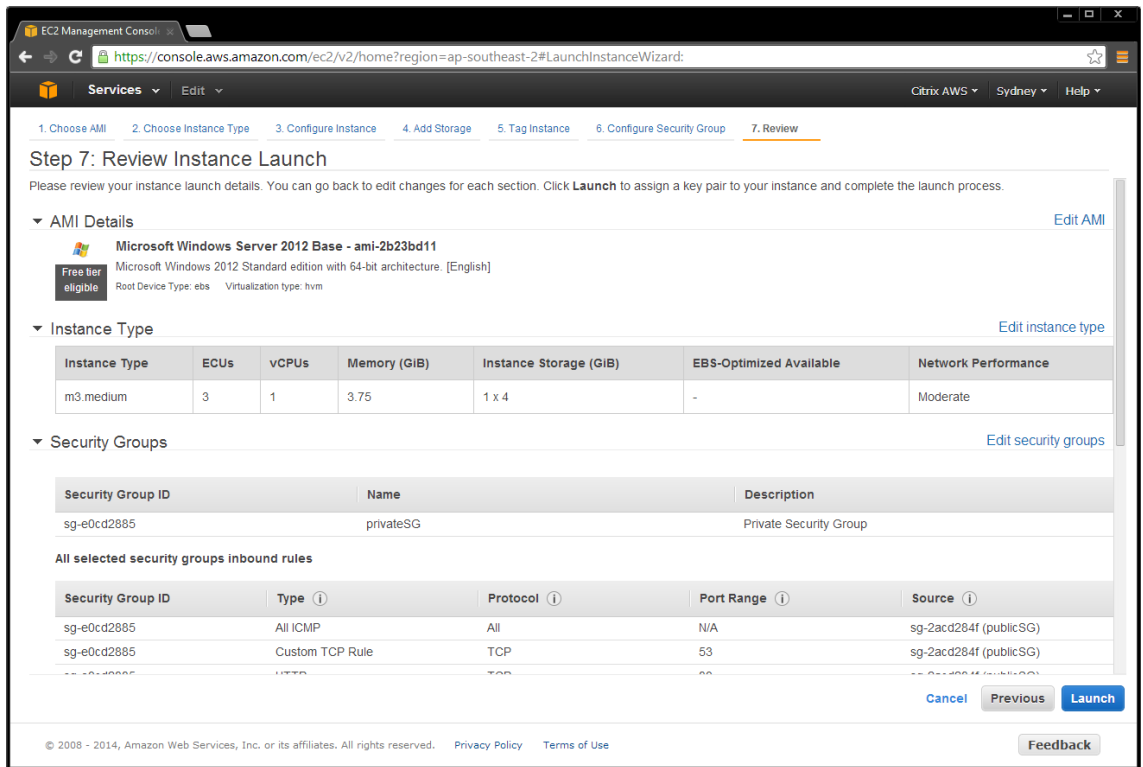 EC2 Management Consol
https://console.aws.amazon.com/ec2/v2/home?region=ap-southeast-2#LaunchInstanceWizard:
Services Edit Citrix AWS Sydney Help
1. Choose AMI 2. Choose Instance Type 3. Configure Instance 4. Add Storage 5. Tag Instance 6. Configure Security Group 7. Review
Step 7: Review Instance Launch
Please review your instance launch details. You can go back to edit changes for each section. Click Launch to assign a key pair to your instance and complete the launch process.
AMI Details Edit AMI
Microsoft Windows Server 2012 Base - ami-2b23bd11
Free tier eligible
Microsoft Windows 2012 Standard edition with 64-bit architecture. [English]
Root Device Type: ebs Virtualization type: hvm
Instance Type Edit instance type
Instance Type ECUs vCPUs Memory (GiB) Instance Storage (GiB) EBS-Optimized Available Network Performance
m3.medium 3 1 3.75 1 x 4 - Moderate
Security Groups Edit security groups
Security Group ID Name Description
sg-e0cd2885 privateSG Private Security Group
All selected security groups inbound rules
Security Group ID Type Protocol Port Range Source
sg-e0cd2885 All ICMP All N/A sg-2acd284f (publicSG)
sg-e0cd2885 Custom TCP Rule TCP 53 sg-2acd284f (publicSG)
Cancel Previous Launch
© 2008 - 2014, Amazon Web Services, Inc. or its affiliates. All rights reserved. Privacy Policy Terms of Use Feedback